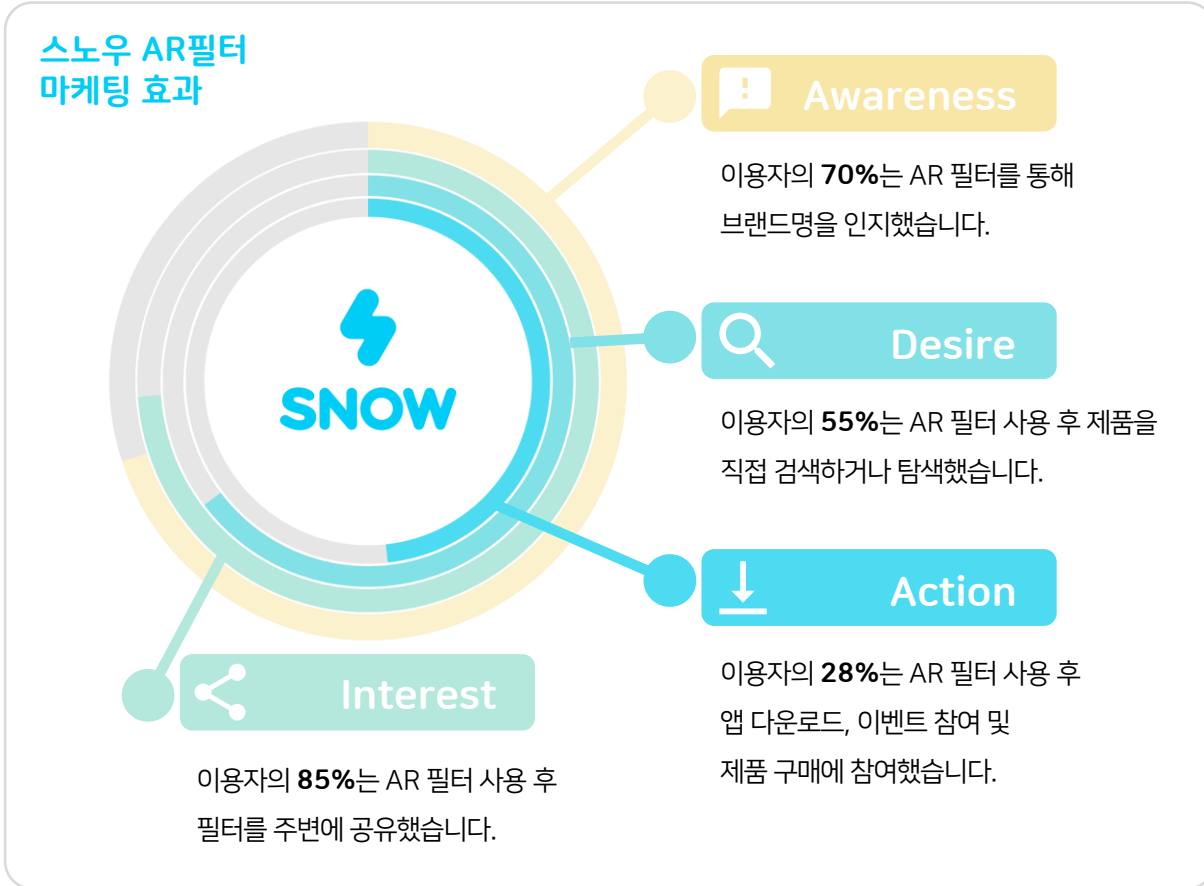 스노우 AR필터
마케팅 효과
SNOW
Awareness
이용자의 70%는 AR 필터를 통해
브랜드명을 인지했습니다.
Desire
이용자의 55%는 AR 필터 사용 후 제품을
직접 검색하거나 탐색했습니다.
Action
이용자의 28%는 AR 필터 사용 후
앱 다운로드, 이벤트 참여 및
제품 구매에 참여했습니다.
Interest
이용자의 85%는 AR 필터 사용 후
필터를 주변에 공유했습니다.